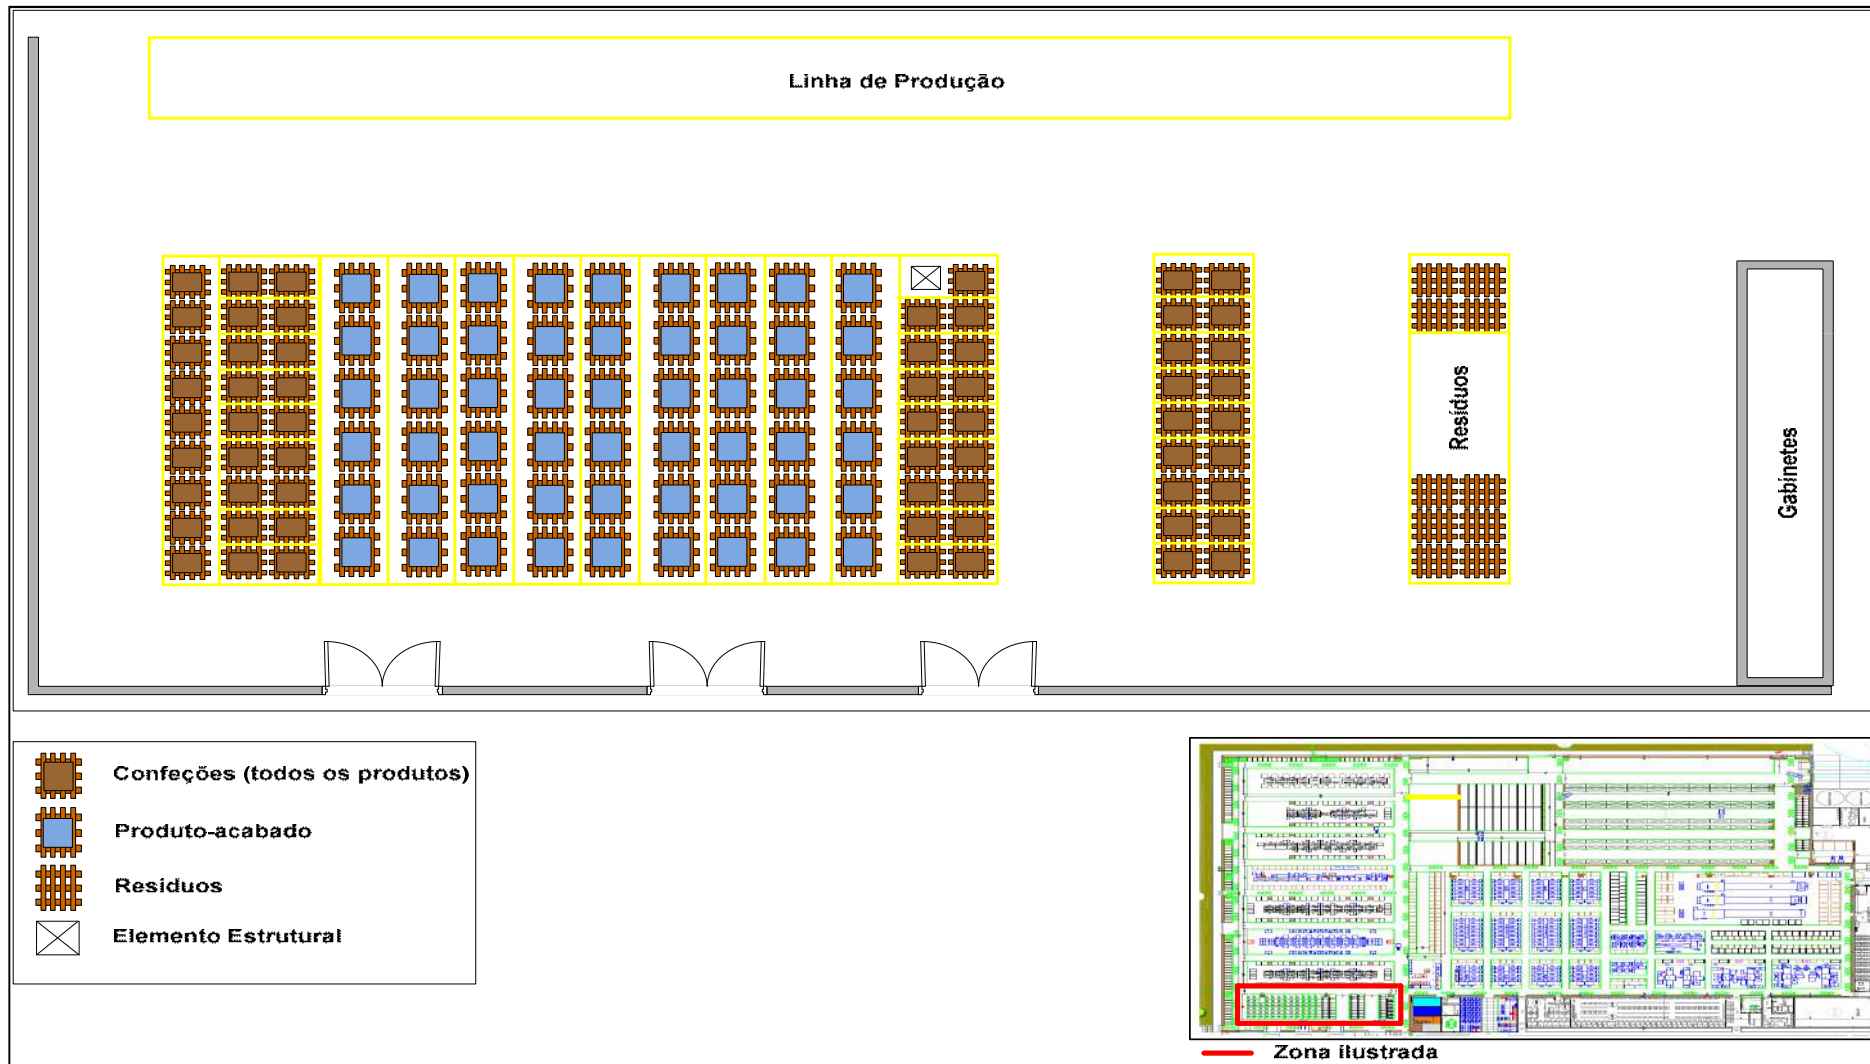 Linha de Produção
Resíduos
Gabinetes
Confeções (todos os produtos)
Produto-acabado
Resíduos
Elemento Estrutural
Zona ilustrada